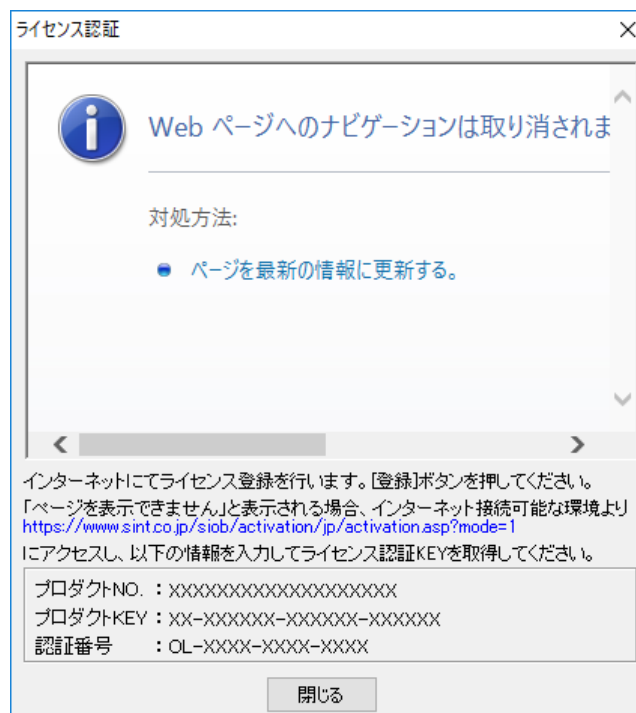 ライセンス認証
Web ページへのナビゲーションは取り消されま
対処方法:
ページを最新の情報に更新する。
インターネットにてライセンス登録を行います。[登録]ボタンを押してください。
「ページを表示できません」と表示される場合、インターネット接続可能な環境より
https://www.sint.co.jp/siob/activation/jp/activation.asp?mode=1
にアクセスし、以下の情報を入力してライセンス認証KEYを取得してください。
プロダクトNO. : XXXXXXXXXXXXXXXXXXXX
プロダクトKEY : XX-XXXXXX-XXXXXXX-XXXXXX
認証番号 : OL-XXXX-XXXX-XXXX
閉じる